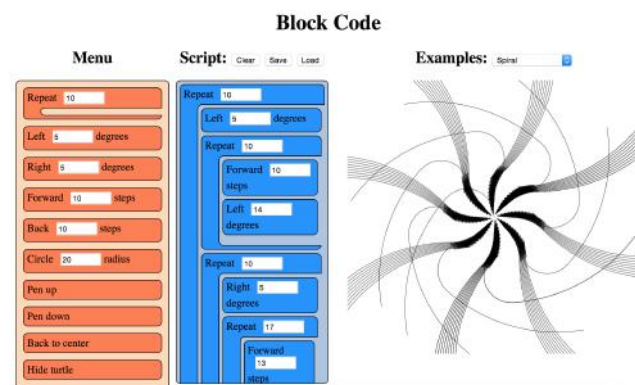 Block Code
Menu
Script: Clear Save Load
Examples: Spiral
Repeat 10
Left 5 degrees
Right 5 degrees
Forward 10 steps
Back 10 steps
Circle 20 radius
Pen up
Pen down
Back to center
Hide turtle
Repeat 10
Left 5 degrees
Repeat 10
Forward 10
steps
Left 14
degrees
Repeat 10
Right 5
degrees
Repeat 17
Forward
13
steps